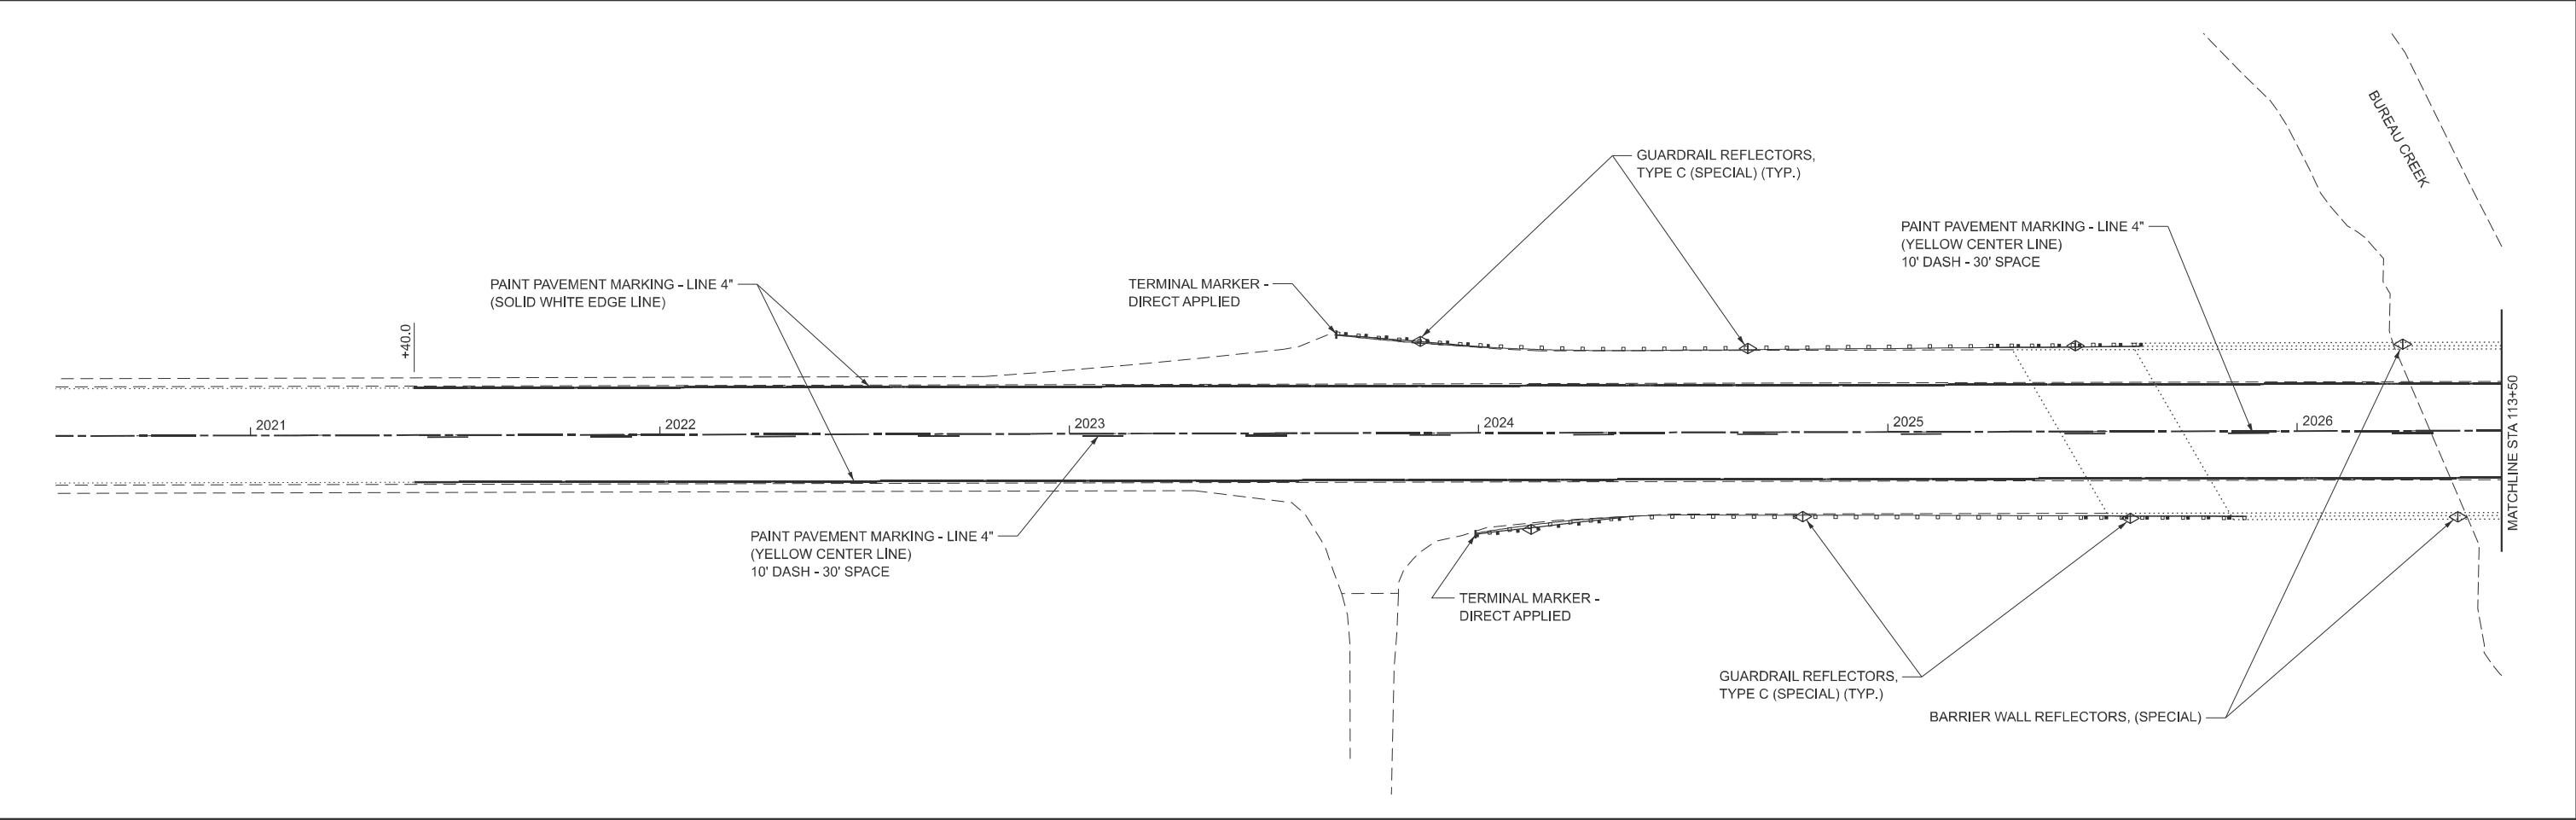 BUREAU CREEK
GUARDRAIL REFLECTORS,
TYPE C (SPECIAL) (TYP.)
PAINT PAVEMENT MARKING - LINE 4"
(YELLOW CENTER LINE)
10' DASH - 30' SPACE
PAINT PAVEMENT MARKING - LINE 4"
(SOLID WHITE EDGE LINE)
TERMINAL MARKER -
DIRECT APPLIED
+40.0
2021
2022
2023
2024
2025
2026
MATCHLINE STA 113+50
PAINT PAVEMENT MARKING - LINE 4"
(YELLOW CENTER LINE)
10' DASH - 30' SPACE
TERMINAL MARKER -
DIRECT APPLIED
GUARDRAIL REFLECTORS,
TYPE C (SPECIAL) (TYP.)
BARRIER WALL REFLECTORS, (SPECIAL)